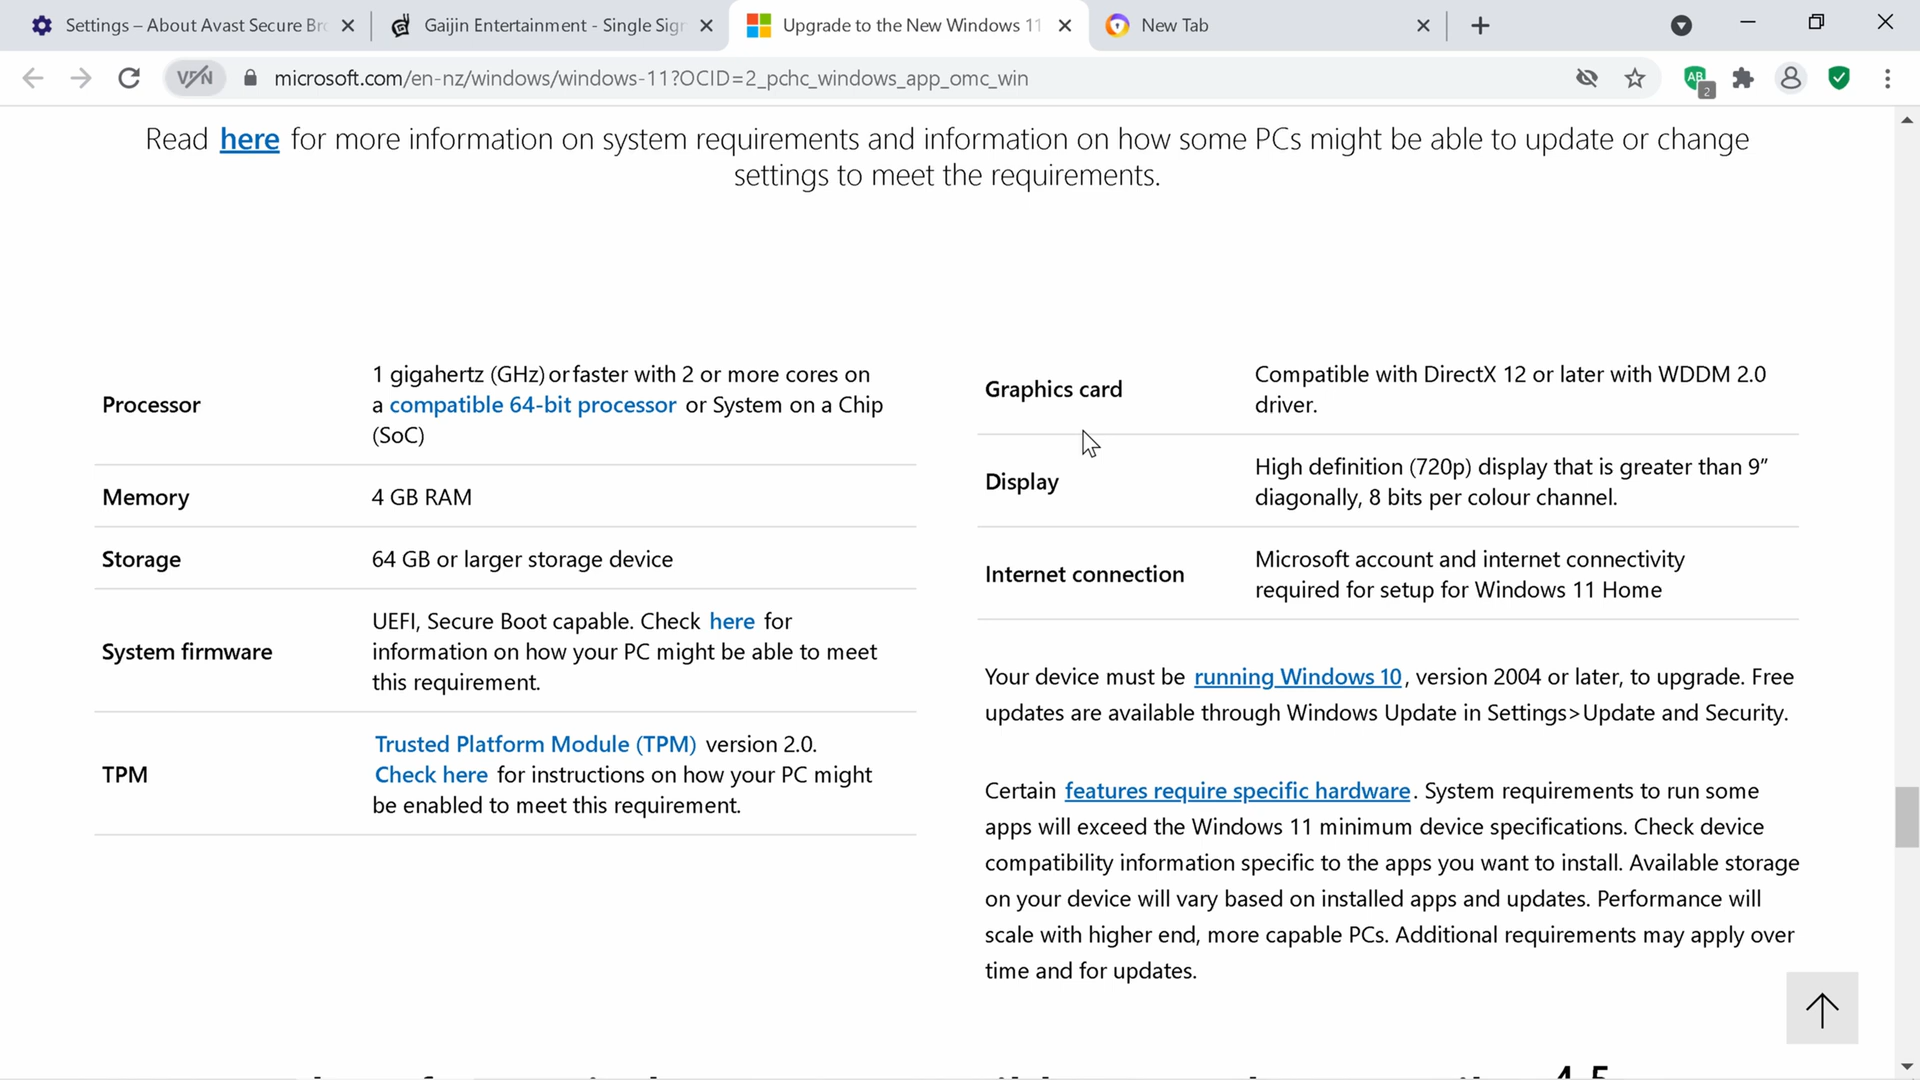 Settings – About Avast Secure Br
Gaijin Entertainment - Single Sig
Upgrade to the New Windows 11
New Tab
VPN
microsoft.com/en-nz/windows/windows-11?OCID=2_pchc_windows_app_omc_win
AB
2
Read here for more information on system requirements and information on how some PCs might be able to update or change
settings to meet the requirements.
Processor
1 gigahertz (GHz) or faster with 2 or more cores on
a compatible 64-bit processor or System on a Chip
(SoC)
Memory
4 GB RAM
Storage
64 GB or larger storage device
System firmware
UEFI, Secure Boot capable. Check here for
information on how your PC might be able to meet
this requirement.
TPM
Trusted Platform Module (TPM) version 2.0.
Check here for instructions on how your PC might
be enabled to meet this requirement.
Graphics card
Compatible with DirectX 12 or later with WDDM 2.0
driver.
Display
High definition (720p) display that is greater than 9”
diagonally, 8 bits per colour channel.
Internet connection
Microsoft account and internet connectivity
required for setup for Windows 11 Home
Your device must be running Windows 10, version 2004 or later, to upgrade. Free
updates are available through Windows Update in Settings>Update and Security.
Certain features require specific hardware. System requirements to run some
apps will exceed the Windows 11 minimum device specifications. Check device
compatibility information specific to the apps you want to install. Available storage
on your device will vary based on installed apps and updates. Performance will
scale with higher end, more capable PCs. Additional requirements may apply over
time and for updates.